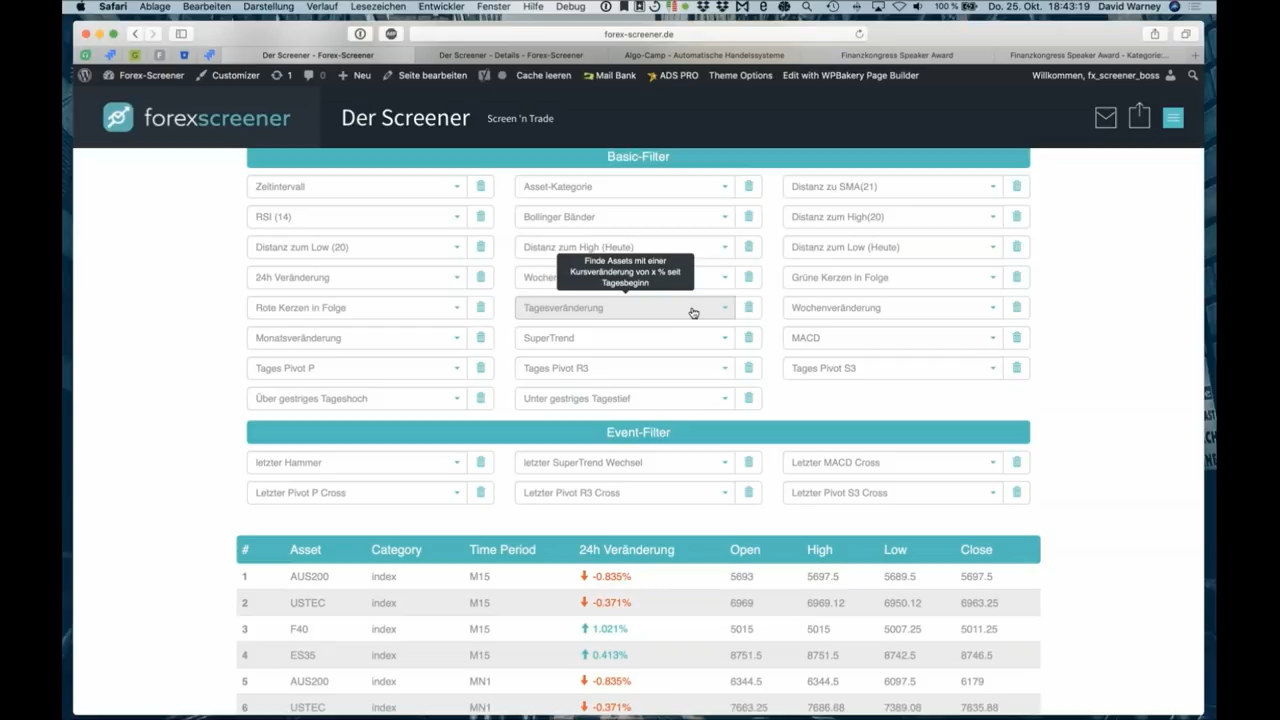 Safari Ablage Bearbeiten Darstellung Verlauf Lesezeichen Entwickler Fenster Hilfe Debug 100 % Do. 25. Okt. 18:43:19 David Warney
forex-screener.de
Der Screener - Forex-Screener Der Screener - Details - Forex-Screener Algo-Camp - Automatische Handelssysteme Finanzkongress Speaker Award Finanzkongress Speaker Award - Kategorie:...
Forex-Screener Customizer 1 0 Neu Seite bearbeiten Cache leeren Mail Bank ADS PRO Theme Options Edit with WPBakery Page Builder Willkommen, fx_screener_boss
forexscreener Der Screener Screen 'n Trade
Basic-Filter
Zeitintervall Asset-Kategorie Distanz zu SMA(21)
RSI (14) Bollinger Bänder Distanz zum High(20)
Distanz zum Low (20) Distanz zum High (Heute) Distanz zum Low (Heute)
Finde Assets mit einer
Kursveränderung von x % seit
Tagesbeginn
24h Veränderung Grüne Kerzen in Folge
Rote Kerzen in Folge Tagesveränderung Wochenveränderung
Monatsveränderung SuperTrend MACD
Tages Pivot P Tages Pivot R3 Tages Pivot S3
Über gestriges Tageshoch Unter gestriges Tagestief
Event-Filter
letzter Hammer letzter SuperTrend Wechsel Letzter MACD Cross
Letzter Pivot P Cross Letzter Pivot R3 Cross Letzter Pivot S3 Cross
# Asset Category Time Period 24h Veränderung Open High Low Close
1 AUS200 index M15 -0.835% 5693 5697.5 5689.5 5697.5
2 USTEC index M15 -0.371% 6969 6969.12 6950.12 6963.25
3 F40 index M15 1.021% 5015 5015 5007.25 5011.25
4 ES35 index M15 0.413% 8751.5 8751.5 8742.5 8746.5
5 AUS200 index MN1 -0.835% 6344.5 6344.5 6097.5 6179
6 USTEC index MN1 -0.371% 7663.25 7686.68 7389.08 7635.88